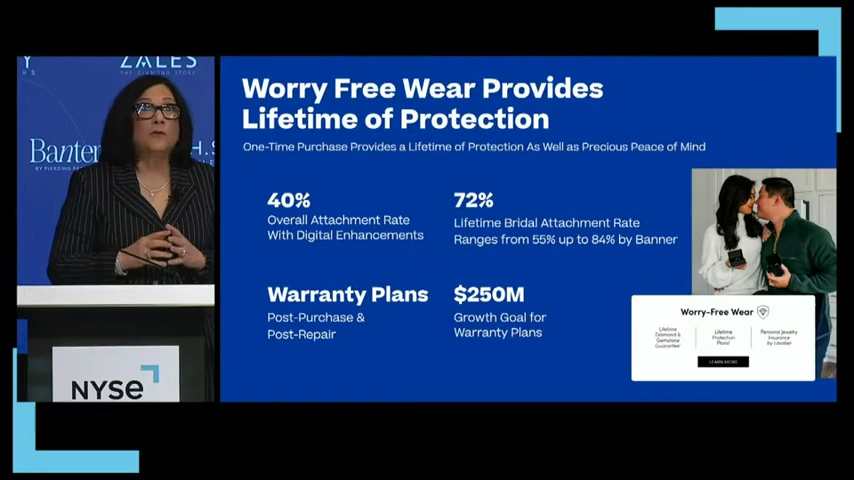 ZALES
THE DIAMOND STORE
Banter
BY PIERCING
NYSE
Worry Free Wear Provides
Lifetime of Protection
One-Time Purchase Provides a Lifetime of Protection As Well as Precious Peace of Mind
40%
Overall Attachment Rate
With Digital Enhancements
72%
Lifetime Bridal Attachment Rate
Ranges from 55% up to 84% by Banner
Warranty Plans
Post-Purchase &
Post-Repair
$250M
Growth Goal for
Warranty Plans
Worry-Free Wear
Lifetime
Diamond &
Gemstone
Guarantee
Lifetime
Protection
Plans
Personal Jewelry
Insurance
by Lavalier
LEARN MORE